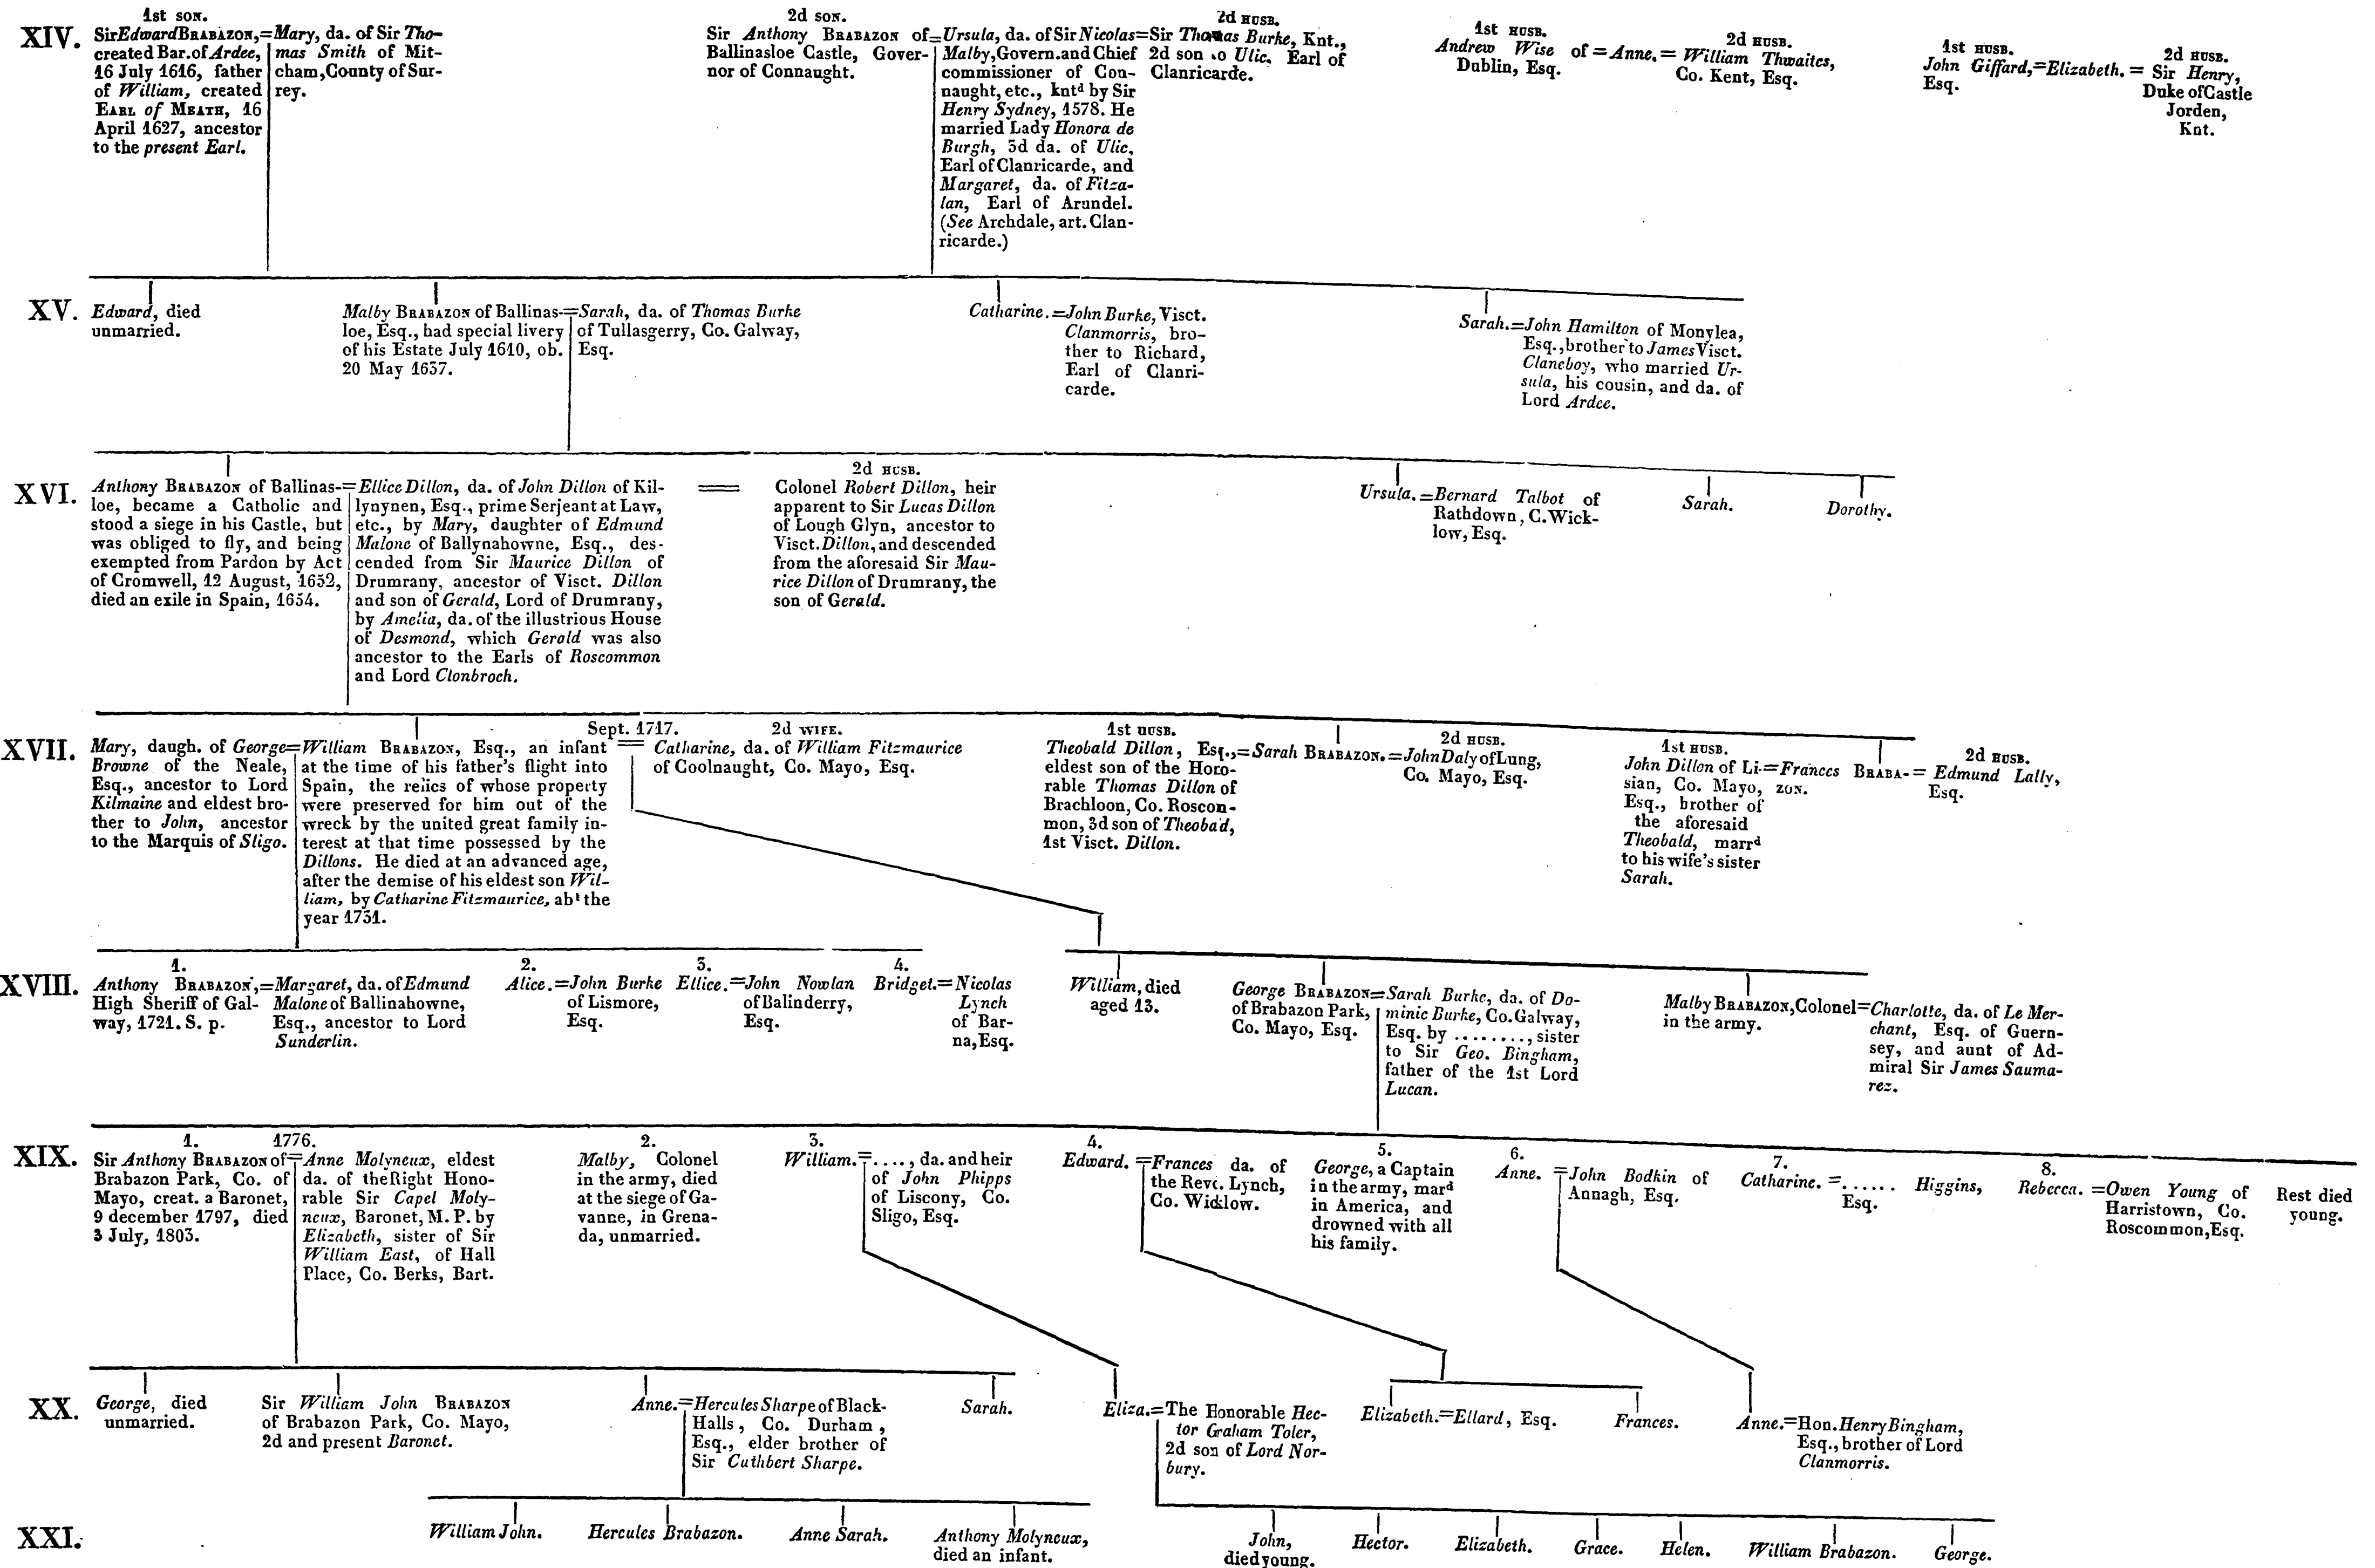 XIV.
1st son.
Sir Edward BRABAZON,=
created Bar. of Ardee,
16 July 1616, father
of William, created
EARL of MEATH, 16
April 1627, ancestor
to the present Earl.
Mary, da. of Sir Tho-
mas Smith of Mit-
cham, County of Sur-
rey.
2d son.
Sir Anthony BRABAZON of=
Ballinasloe Castle, Gover-
nor of Connaught.
Ursula, da. of Sir Nicolas=
Malby, Govern. and Chief
commissioner of Con-
naught, etc., kntd by Sir
Henry Sydney, 1578. He
married Lady Honora de
Burgh, 3d da. of Ulic,
Earl of Clanricarde, and
Margaret, da. of Fitza-
lan, Earl of Arundel.
(See Archdale, art. Clan-
ricarde.)
2d HUSB.
Sir Thomas Burke, Knt.,
2d son to Ulic, Earl of
Clanricarde.
1st HUSB.
Andrew Wise of
Dublin, Esq.
= Anne. =
2d HUSB.
William Thwaites,
Co. Kent, Esq.
1st HUSB.
John Giffard,=
Esq.
Elizabeth. =
2d HUSB.
Sir Henry,
Duke of Castle
Jorden,
Knt.
XV.
Edward, died
unmarried.
Malby BRABAZON of Ballinas-=
loe, Esq., had special livery
of his Estate July 1610, ob.
20 May 1637.
Sarah, da. of Thomas Burke
of Tullasgerry, Co. Galway,
Esq.
Catharine.=
John Burke, Visct.
Clanmorris, bro-
ther to Richard,
Earl of Clanri-
carde.
Sarah.=
John Hamilton of Monylea,
Esq., brother to James Visct.
Claneboy, who married Ur-
sula, his cousin, and da. of
Lord Ardee.
XVI.
Anthony BRABAZON of Ballinas-=
loe, became a Catholic and
stood a siege in his Castle, but
was obliged to fly, and being
exempted from Pardon by Act
of Cromwell, 12 August, 1652,
died an exile in Spain, 1654.
Ellice Dillon, da. of John Dillon of Kil-
lynynen, Esq., prime Serjeant at Law,
etc., by Mary, daughter of Edmund
Malone of Ballynahowne, Esq., des-
cended from Sir Maurice Dillon of
Drumrany, ancestor of Visct. Dillon
and son of Gerald, Lord of Drumrany,
by Amelia, da. of the illustrious House
of Desmond, which Gerald was also
ancestor to the Earls of Roscommon
and Lord Clonbroch.
=
2d HUSB.
Colonel Robert Dillon, heir
apparent to Sir Lucas Dillon
of Lough Glyn, ancestor to
Visct. Dillon, and descended
from the aforesaid Sir Mau-
rice Dillon of Drumrany, the
son of Gerald.
Ursula.=
Bernard Talbot of
Rathdown, C. Wick-
low, Esq.
Sarah.
Dorothy.
XVII.
Mary, daugh. of George=
Browne of the Neale,
Esq., ancestor to Lord
Kilmaine and eldest bro-
ther to John, ancestor
to the Marquis of Sligo.
William BRABAZON, Esq., an infant
at the time of his father's flight into
Spain, the relics of whose property
were preserved for him out of the
wreck by the united great family in-
terest at that time possessed by the
Dillons. He died at an advanced age,
after the demise of his eldest son Wil-
liam, by Catharine Fitzmaurice, abt the
year 1731.
Sept. 1717.
=
2d WIFE.
Catharine, da. of William Fitzmaurice
of Coolnaught, Co. Mayo, Esq.
1st HUSB.
Theobald Dillon, Esq.,=
eldest son of the Hono-
rable Thomas Dillon of
Brachloon, Co. Roscon-
mon, 3d son of Theobald,
1st Visct. Dillon.
Sarah BRABAZON.=
2d HUSB.
John Daly of Lung,
Co. Mayo, Esq.
1st HUSB.
John Dillon of Li-=
sian, Co. Mayo,
Esq., brother of
the aforesaid
Theobald, marrd
to his wife's sister
Sarah.
Frances BRABA-=
zon.
2d HUSB.
Edmund Lally,
Esq.
XVIII.
1.
Anthony BRABAZON,=
High Sheriff of Gal-
way, 1721. S. p.
Margaret, da. of Edmund
Malone of Ballinahowne,
Esq., ancestor to Lord
Sunderlin.
2.
Alice.=
John Burke
of Lismore,
Esq.
3.
Ellice.=
John Nowlan
of Balinderry,
Esq.
4.
Bridget.=
Nicolas
Lynch
of Bar-
na, Esq.
William, died
aged 13.
George BRABAZON=
of Brabazon Park,
Co. Mayo, Esq.
Sarah Burke, da. of Do-
minic Burke, Co. Galway,
Esq. by ........, sister
to Sir Geo. Bingham,
father of the 1st Lord
Lucan.
Malby BRABAZON, Colonel=
in the army.
Charlotte, da. of Le Mer-
chant, Esq. of Guern-
sey, and aunt of Ad-
miral Sir James Sauma-
rez.
XIX.
1.
Sir Anthony BRABAZON of=
Brabazon Park, Co. of
Mayo, creat. a Baronet,
9 december 1797, died
3 July, 1803.
1776.
Anne Molyneux, eldest
da. of the Right Hono-
rable Sir Capel Moly-
neux, Baronet, M. P. by
Elizabeth, sister of Sir
William East, of Hall
Place, Co. Berks, Bart.
2.
Malby, Colonel
in the army, died
at the siege of Ga-
vanne, in Grena-
da, unmarried.
3.
William.=
...., da. and heir
of John Phipps
of Liscony, Co.
Sligo, Esq.
4.
Edward. =
Frances da. of
the Revt. Lynch,
Co. Wicklow.
5.
George, a Captain
in the army, mard
in America, and
drowned with all
his family.
6.
Anne. =
John Bodkin of
Annagh, Esq.
7.
Catharine. =
...... Higgins,
Esq.
8.
Rebecca. =
Owen Young of
Harristown, Co.
Roscommon, Esq.
Rest died
young.
XX.
George, died
unmarried.
Sir William John BRABAZON
of Brabazon Park, Co. Mayo,
2d and present Baronet.
Anne.=
Hercules Sharpe of Black-
Halls, Co. Durham,
Esq., elder brother of
Sir Cuthbert Sharpe.
Sarah.
Eliza.=
The Honorable Hec-
tor Graham Toler,
2d son of Lord Nor-
bury.
Elizabeth.=Ellard, Esq.
Frances.
Anne.=
Hon. Henry Bingham,
Esq., brother of Lord
Clanmorris.
XXI.
William John.
Hercules Brabazon.
Anne Sarah.
Anthony Molyneux,
died an infant.
John,
died young.
Hector.
Elizabeth.
Grace.
Helen.
William Brabazon.
George.